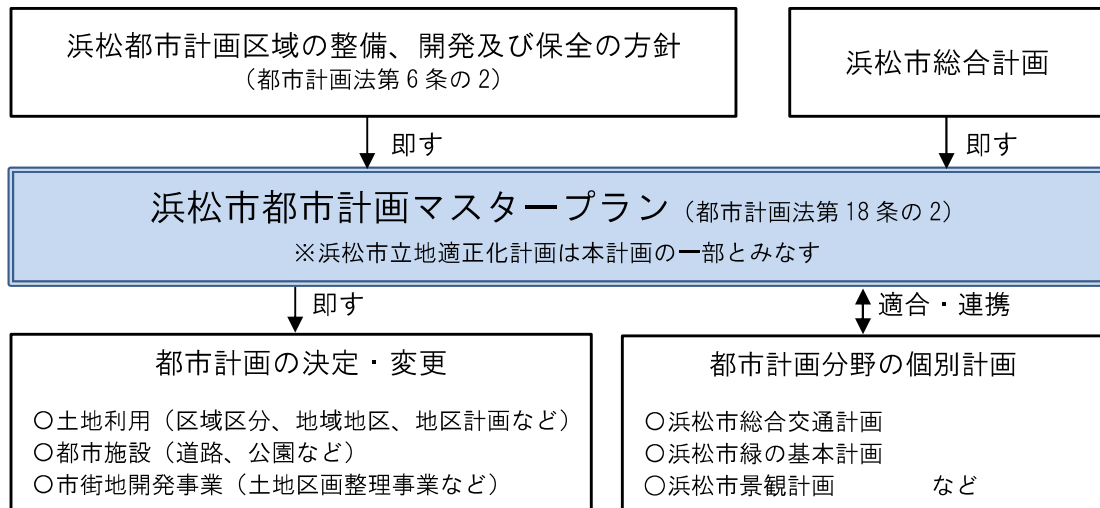 浜松都市計画区域の整備、開発及び保全の方針
（都市計画法第６条の２）
浜松市総合計画
即す
即す
浜松市都市計画マスタープラン（都市計画法第 18 条の２）
※浜松市立地適正化計画は本計画の一部とみなす
即す
適合・連携
都市計画の決定・変更
○土地利用（区域区分、地域地区、地区計画など）
○都市施設（道路、公園など）
○市街地開発事業（土地区画整理事業など）
都市計画分野の個別計画
○浜松市総合交通計画
○浜松市緑の基本計画
○浜松市景観計画　　　　など